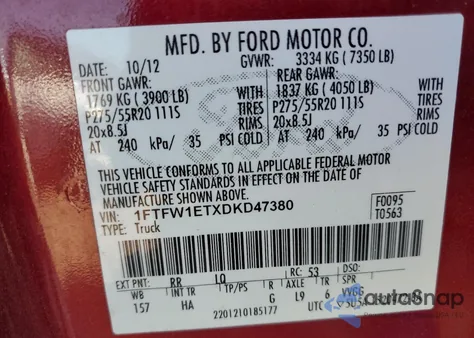 MFD. BY FORD MOTOR CO.
DATE: 10/12 GVWR: 3334 KG ( 7350 LB)
FRONT GAWR: REAR GAWR:
1769 KG ( 3900 LB) WITH 1837 KG ( 4050 LB) WITH
P275/55R20 111S TIRES P275/55R20 111S TIRES
20x8.5J RIMS 20x8.5J RIMS
AT 240 kPa/ 35 PSI COLD AT 240 kPa/ 35 PSI COLD
THIS VEHICLE CONFORMS TO ALL APPLICABLE FEDERAL MOTOR
VEHICLE SAFETY STANDARDS IN EFFECT ON THE DATE OF
MANUFACTURE SHOWN ABOVE.
VIN: 1FTFW1ETXDKD47380 F0095
TYPE: Truck T0563
EXT PNT: RR LQ RC: 53 DSO:
WB INT TR TP/PS R AXLE TR SPR
157 HA G L9 6 VVGG
2201210185177 UTC
autoSnap